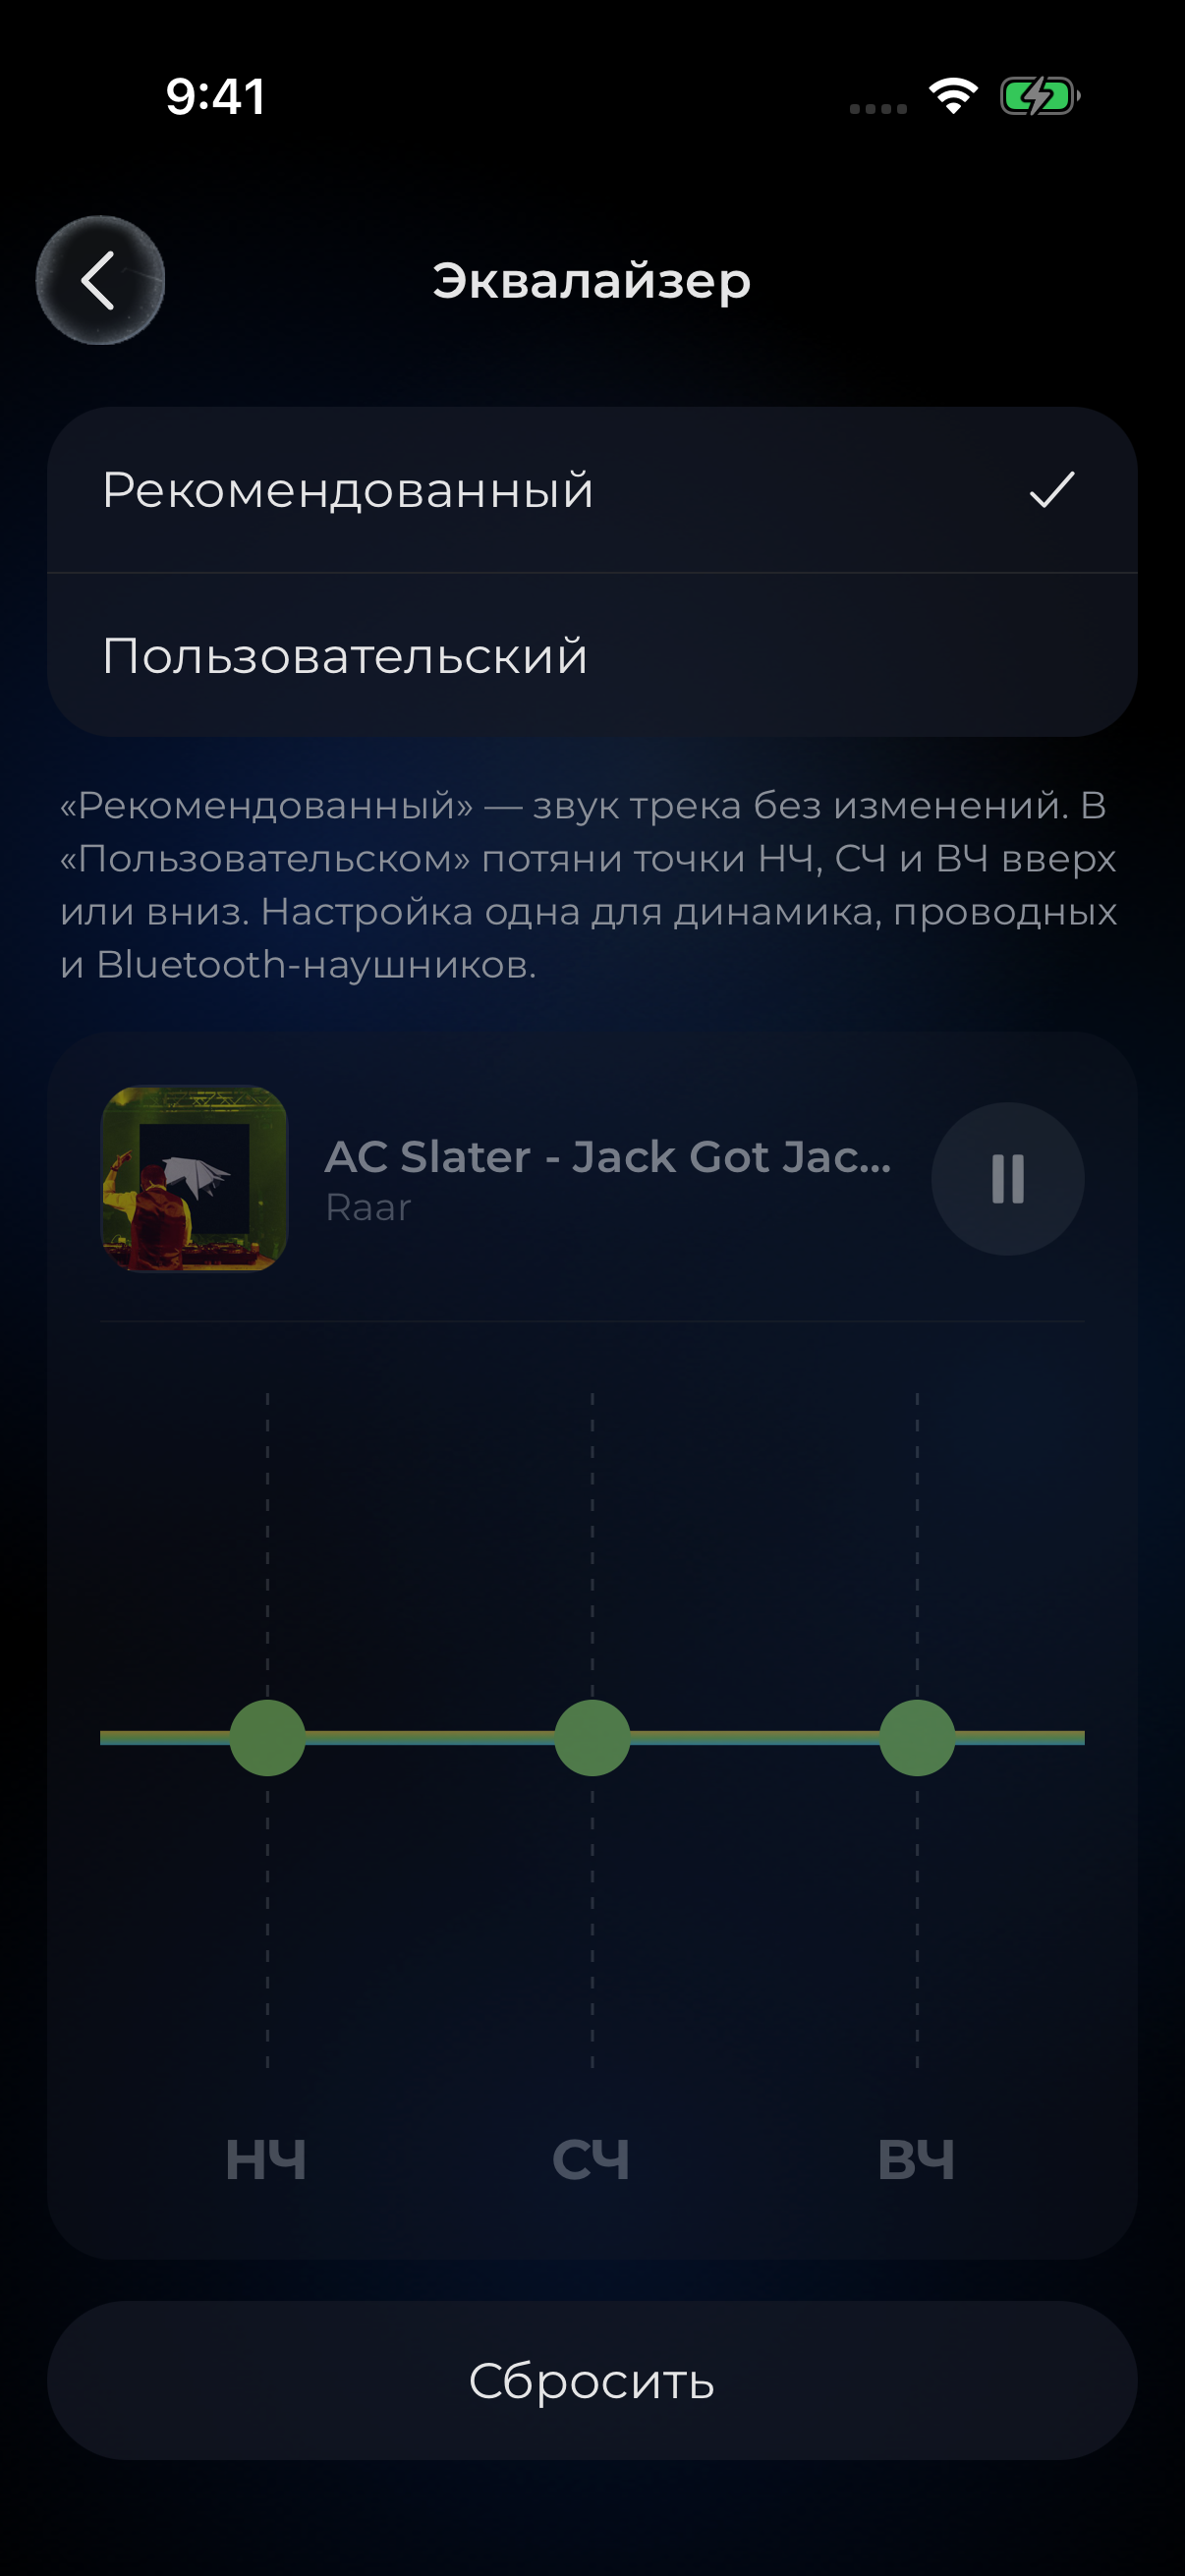 9:41
Эквалайзер
Рекомендованный
Пользовательский
«Рекомендованный» — звук трека без изменений. В
«Пользовательском» потяни точки НЧ, СЧ и ВЧ вверх
или вниз. Настройка одна для динамика, проводных
и Bluetooth-наушников.
AC Slater - Jack Got Jac...
Raar
НЧ СЧ ВЧ
Сбросить